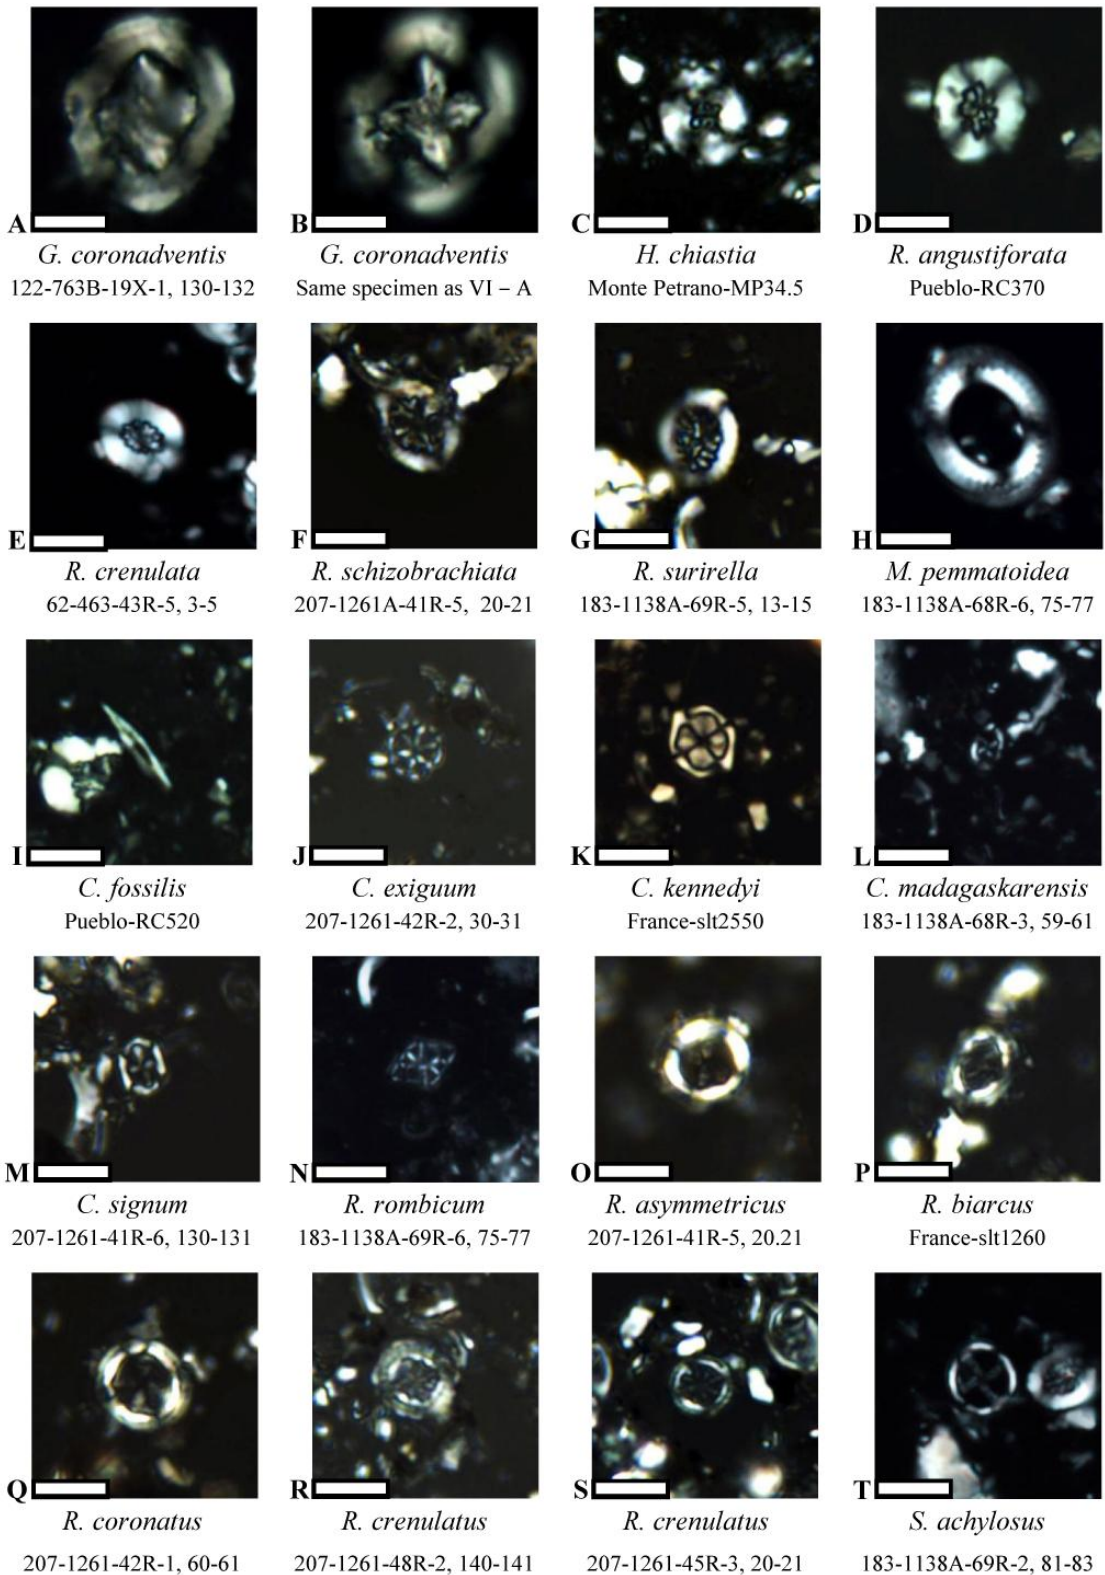 A B C D
G. coronadventis G. coronadventis H. chiastia R. angustiforata
122-763B-19X-1, 130-132 Same specimen as VI – A Monte Petrano-MP34.5 Pueblo-RC370
E F G H
R. crenulata R. schizobrachiata R. surirella M. pemmatoidea
62-463-43R-5, 3-5 207-1261A-41R-5, 20-21 183-1138A-69R-5, 13-15 183-1138A-68R-6, 75-77
I J K L
C. fossilis C. exiguum C. kennedyi C. madagaskarensis
Pueblo-RC520 207-1261-42R-2, 30-31 France-slt2550 183-1138A-68R-3, 59-61
M N O P
C. signum R. rombicum R. asymmetricus R. biarcus
207-1261-41R-6, 130-131 183-1138A-69R-6, 75-77 207-1261-41R-5, 20.21 France-slt1260
Q R S T
R. coronatus R. crenulatus R. crenulatus S. achylosus
207-1261-42R-1, 60-61 207-1261-48R-2, 140-141 207-1261-45R-3, 20-21 183-1138A-69R-2, 81-83